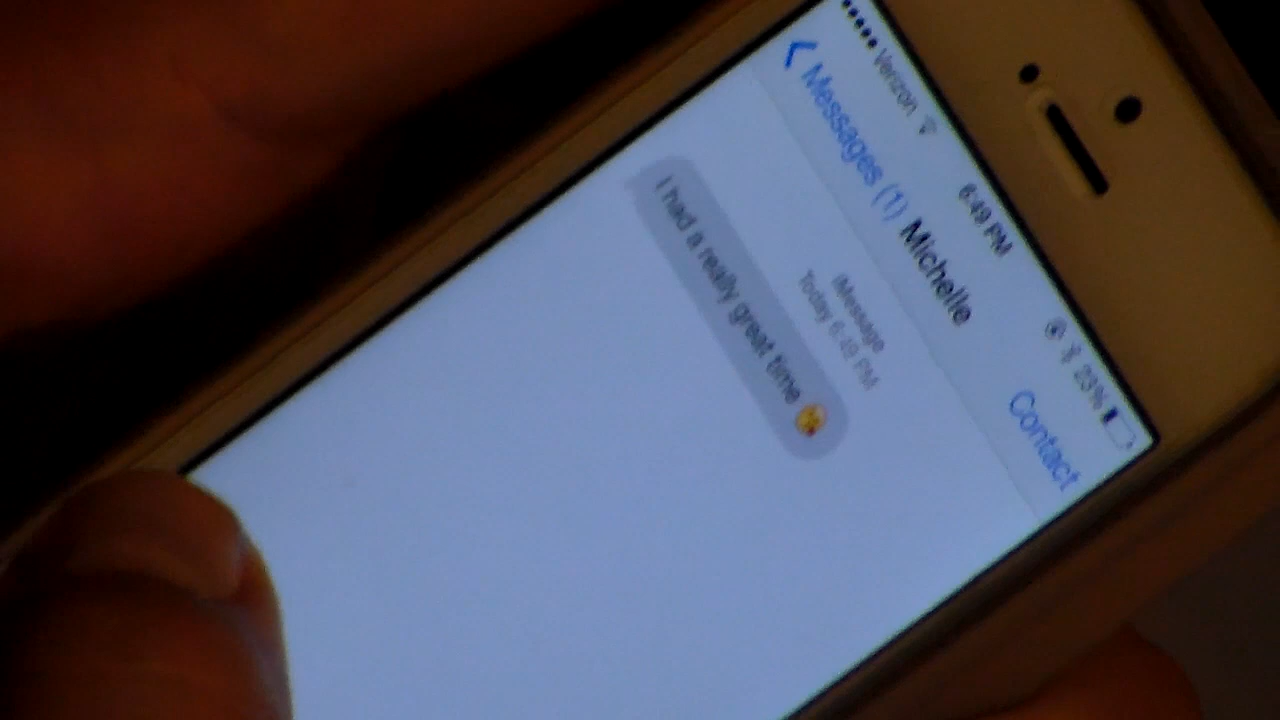 Verizon 6:49 PM 23%
Messages (1) Michelle Contact
iMessage
Today 6:49 PM
I had a really great time 😘